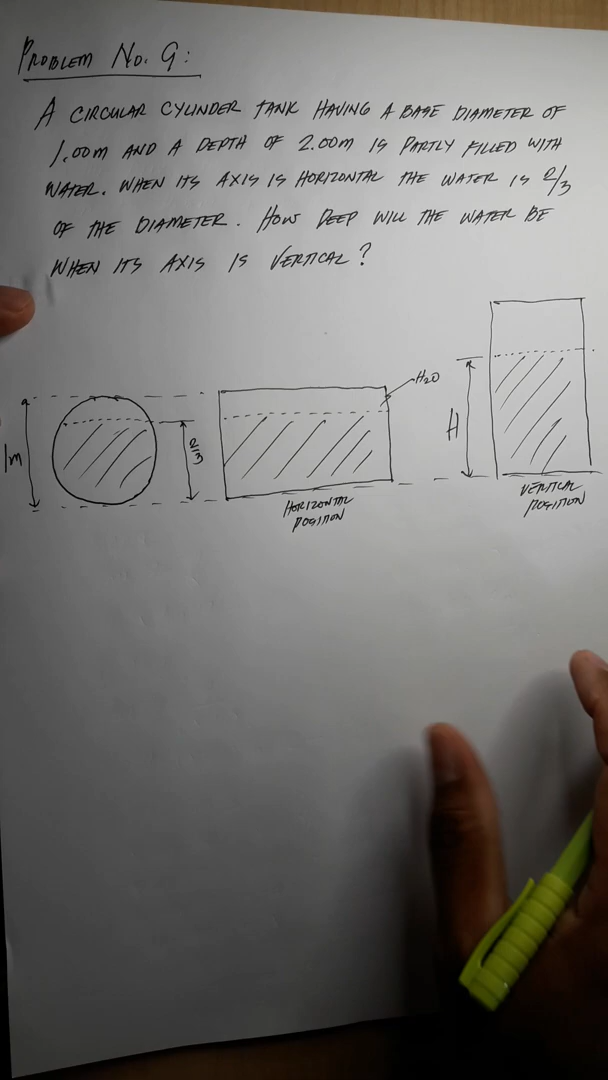 PROBLEM NO. 9:
A CIRCULAR CYLINDER TANK HAVING A BASE DIAMETER OF
1.00m AND A DEPTH OF 2.00m IS PARTLY FILLED WITH
WATER. WHEN ITS AXIS IS HORIZONTAL THE WATER IS 2/3
OF THE DIAMETER. HOW DEEP WILL THE WATER BE
WHEN ITS AXIS IS VERTICAL?
1m
2/3
H2O
H
HORIZONTAL
POSITION
VERTICAL
POSITION